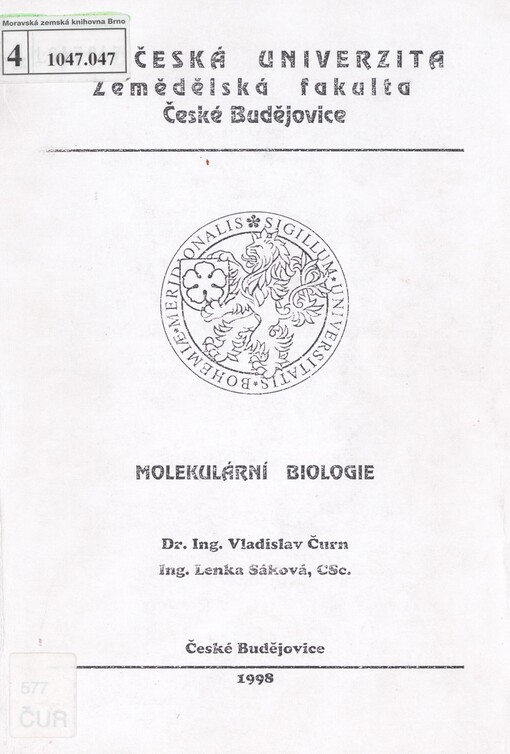 Moravská zemská knihovna Brno
4 1047.047
ČESKÁ UNIVERZITA
Zemědělská fakulta
České Budějovice
SIGILLUM · UNIVERSITATIS · BOHEMIÆ · MERIDIONALIS
MOLEKULÁRNÍ BIOLOGIE
Dr. Ing. Vladislav Čurn
Ing. Lenka Sáková, CSc.
České Budějovice
1998
577
ČUR